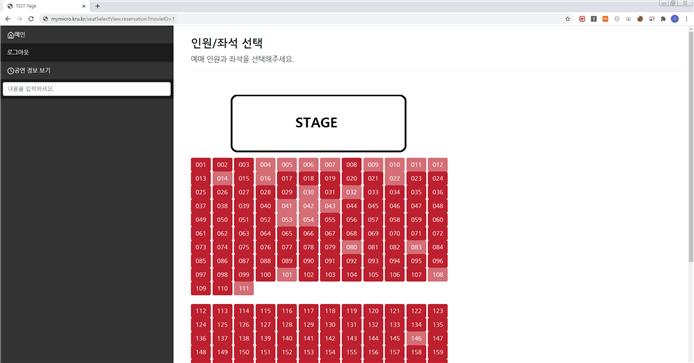 TEST Page
mymicro.kru.kr/seatSelectView.reservation?movieID=1
메인
로그아웃
공연 정보 보기
내용을 입력하세요.
인원/좌석 선택
예매 인원과 좌석을 선택해주세요.
STAGE
001 002 003 004 005 006 007 008 009 010 011 012
013 014 015 016 017 018 019 020 021 022 023 024
025 026 027 028 029 030 031 032 033 034 035 036
037 038 039 040 041 042 043 044 045 046 047 048
049 050 051 052 053 054 055 056 057 058 059 060
061 062 063 064 065 066 067 068 069 070 071 072
073 074 075 076 077 078 079 080 081 082 083 084
085 086 087 088 089 090 091 092 093 094 095 096
097 098 099 100 101 102 103 104 105 106 107 108
109 110 111
112 113 114 115 116 117 118 119 120 121 122 123
124 125 126 127 128 129 130 131 132 133 134 135
136 137 138 139 140 141 142 143 144 145 146 147
148 149 150 151 152 153 154 155 156 157 158 159